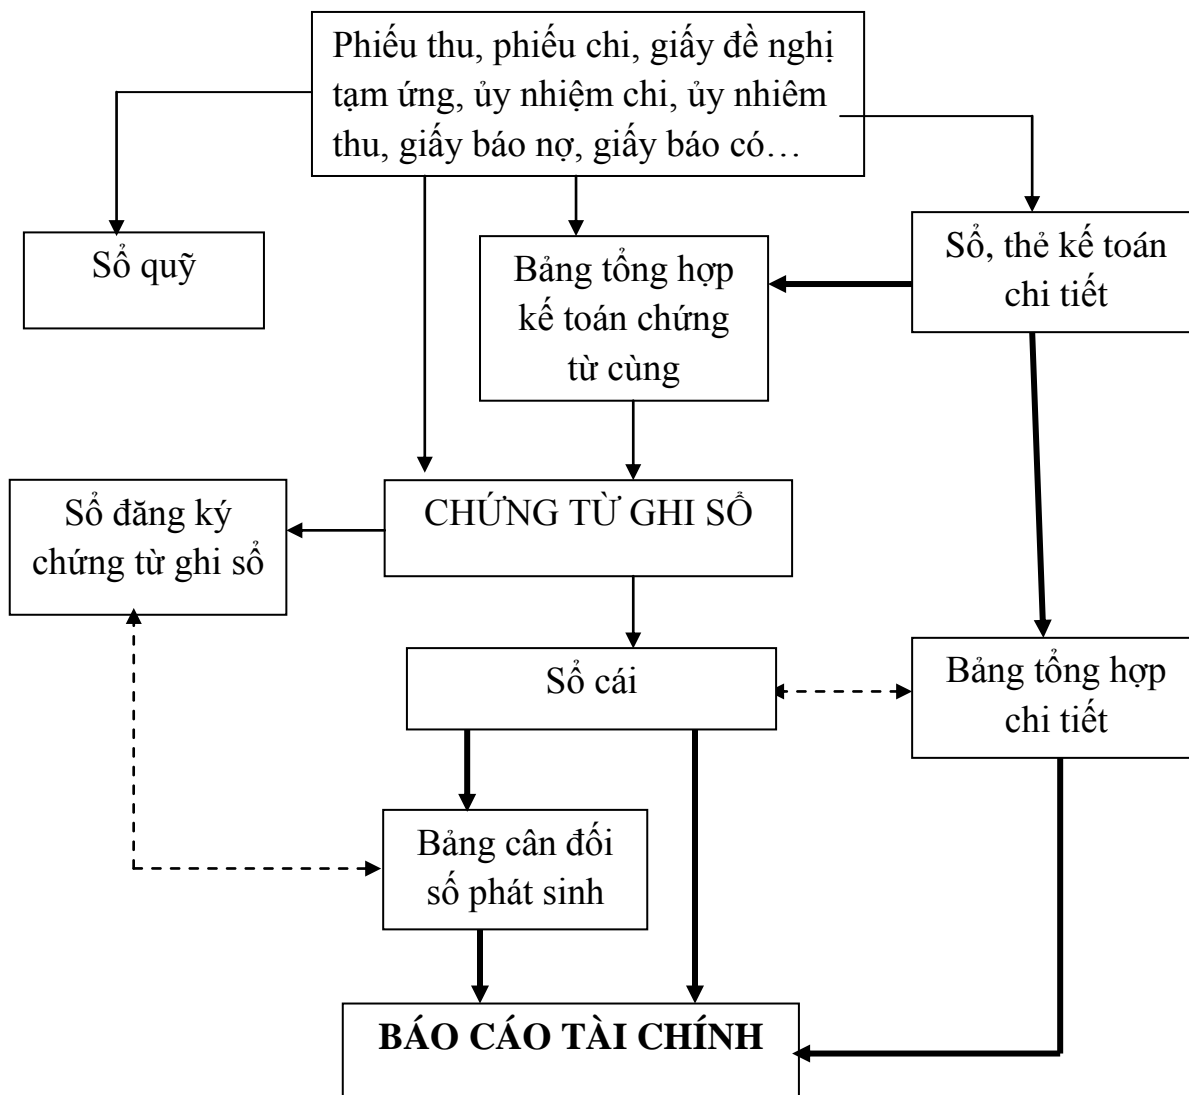 Phiếu thu, phiếu chi, giấy đề nghị
tạm ứng, ủy nhiệm chi, ủy nhiêm
thu, giấy báo nợ, giấy báo có…
Sổ quỹ
Bảng tổng hợp
kế toán chứng
từ cùng
Sổ, thẻ kế toán
chi tiết
Sổ đăng ký
chứng từ ghi sổ
CHỨNG TỪ GHI SỔ
Sổ cái
Bảng tổng hợp
chi tiết
Bảng cân đối
số phát sinh
BÁO CÁO TÀI CHÍNH